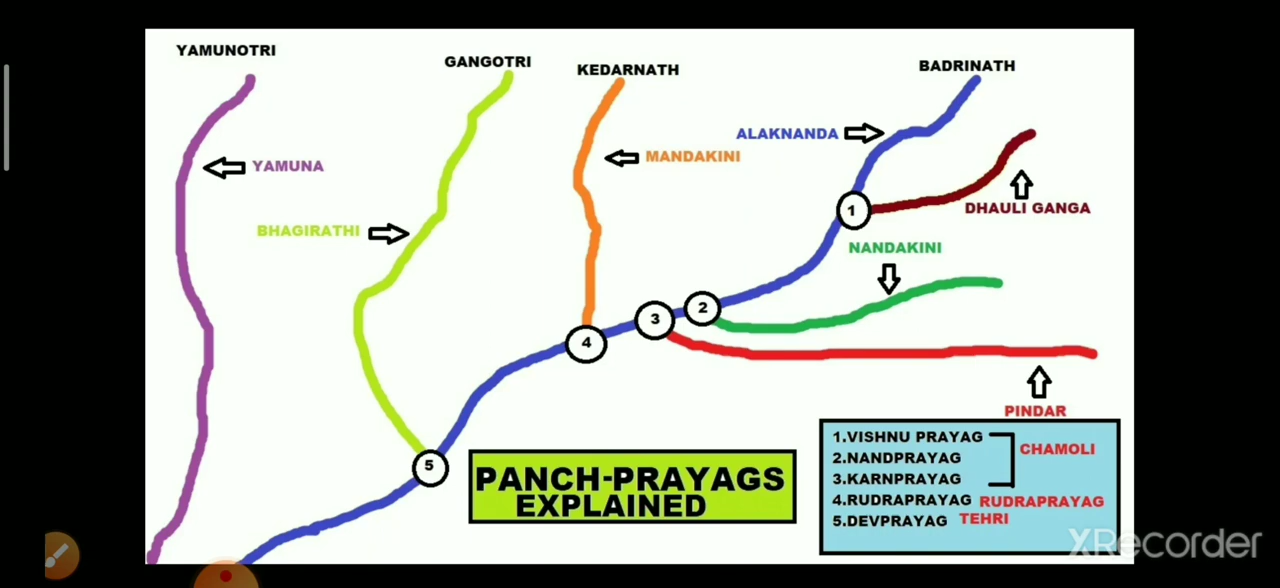 YAMUNOTRI
GANGOTRI
KEDARNATH
BADRINATH
ALAKNANDA
MANDAKINI
YAMUNA
DHAULI GANGA
1
BHAGIRATHI
NANDAKINI
2
3
4
PINDAR
5
PANCH-PRAYAGS
EXPLAINED
1.VISHNU PRAYAG
2.NANDPRAYAG
3.KARNPRAYAG
CHAMOLI
4.RUDRAPRAYAG RUDRAPRAYAG
5.DEVPRAYAG TEHRI
XRecorder